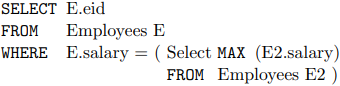 SELECT E.eid
FROM Employees E
WHERE E.salary = ( Select MAX (E2.salary)
FROM Employees E2 )